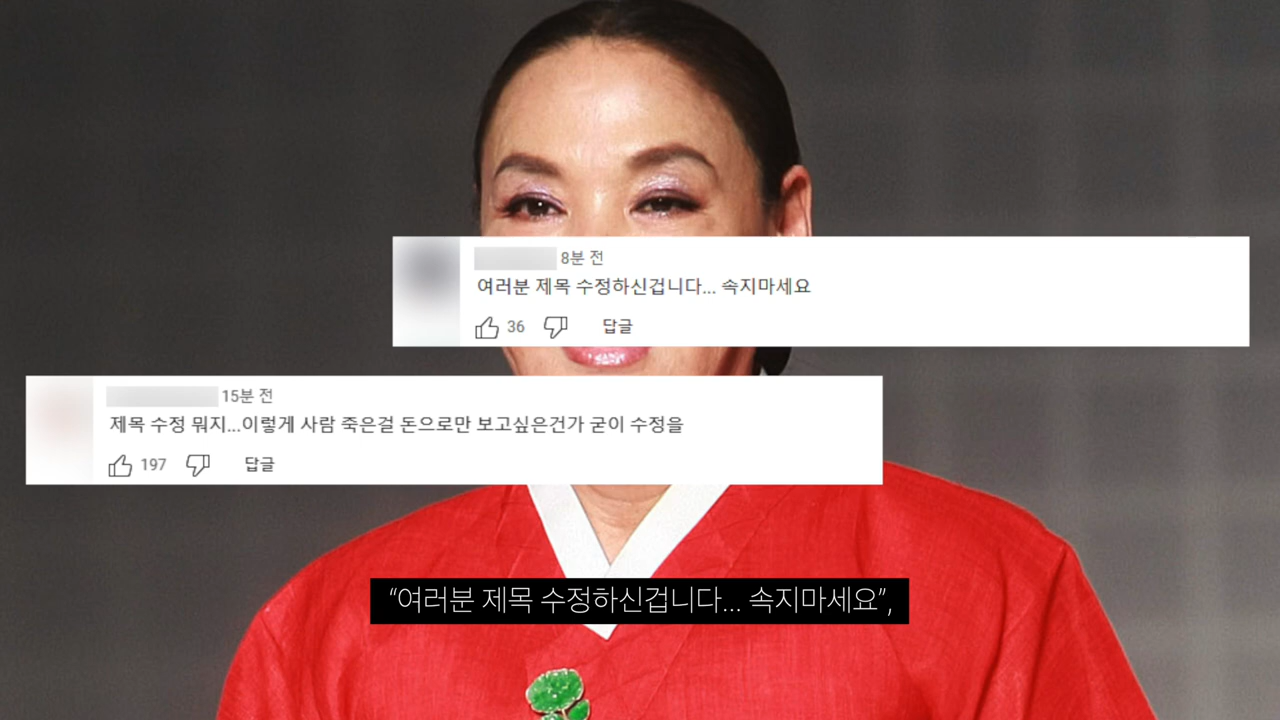 8분 전
여러분 제목 수정하신겁니다... 속지마세요
36 답글
15분 전
제목 수정 뭐지...이렇게 사람 죽은걸 돈으로만 보고싶은건가 굳이 수정을
197 답글
“여러분 제목 수정하신겁니다... 속지마세요”,